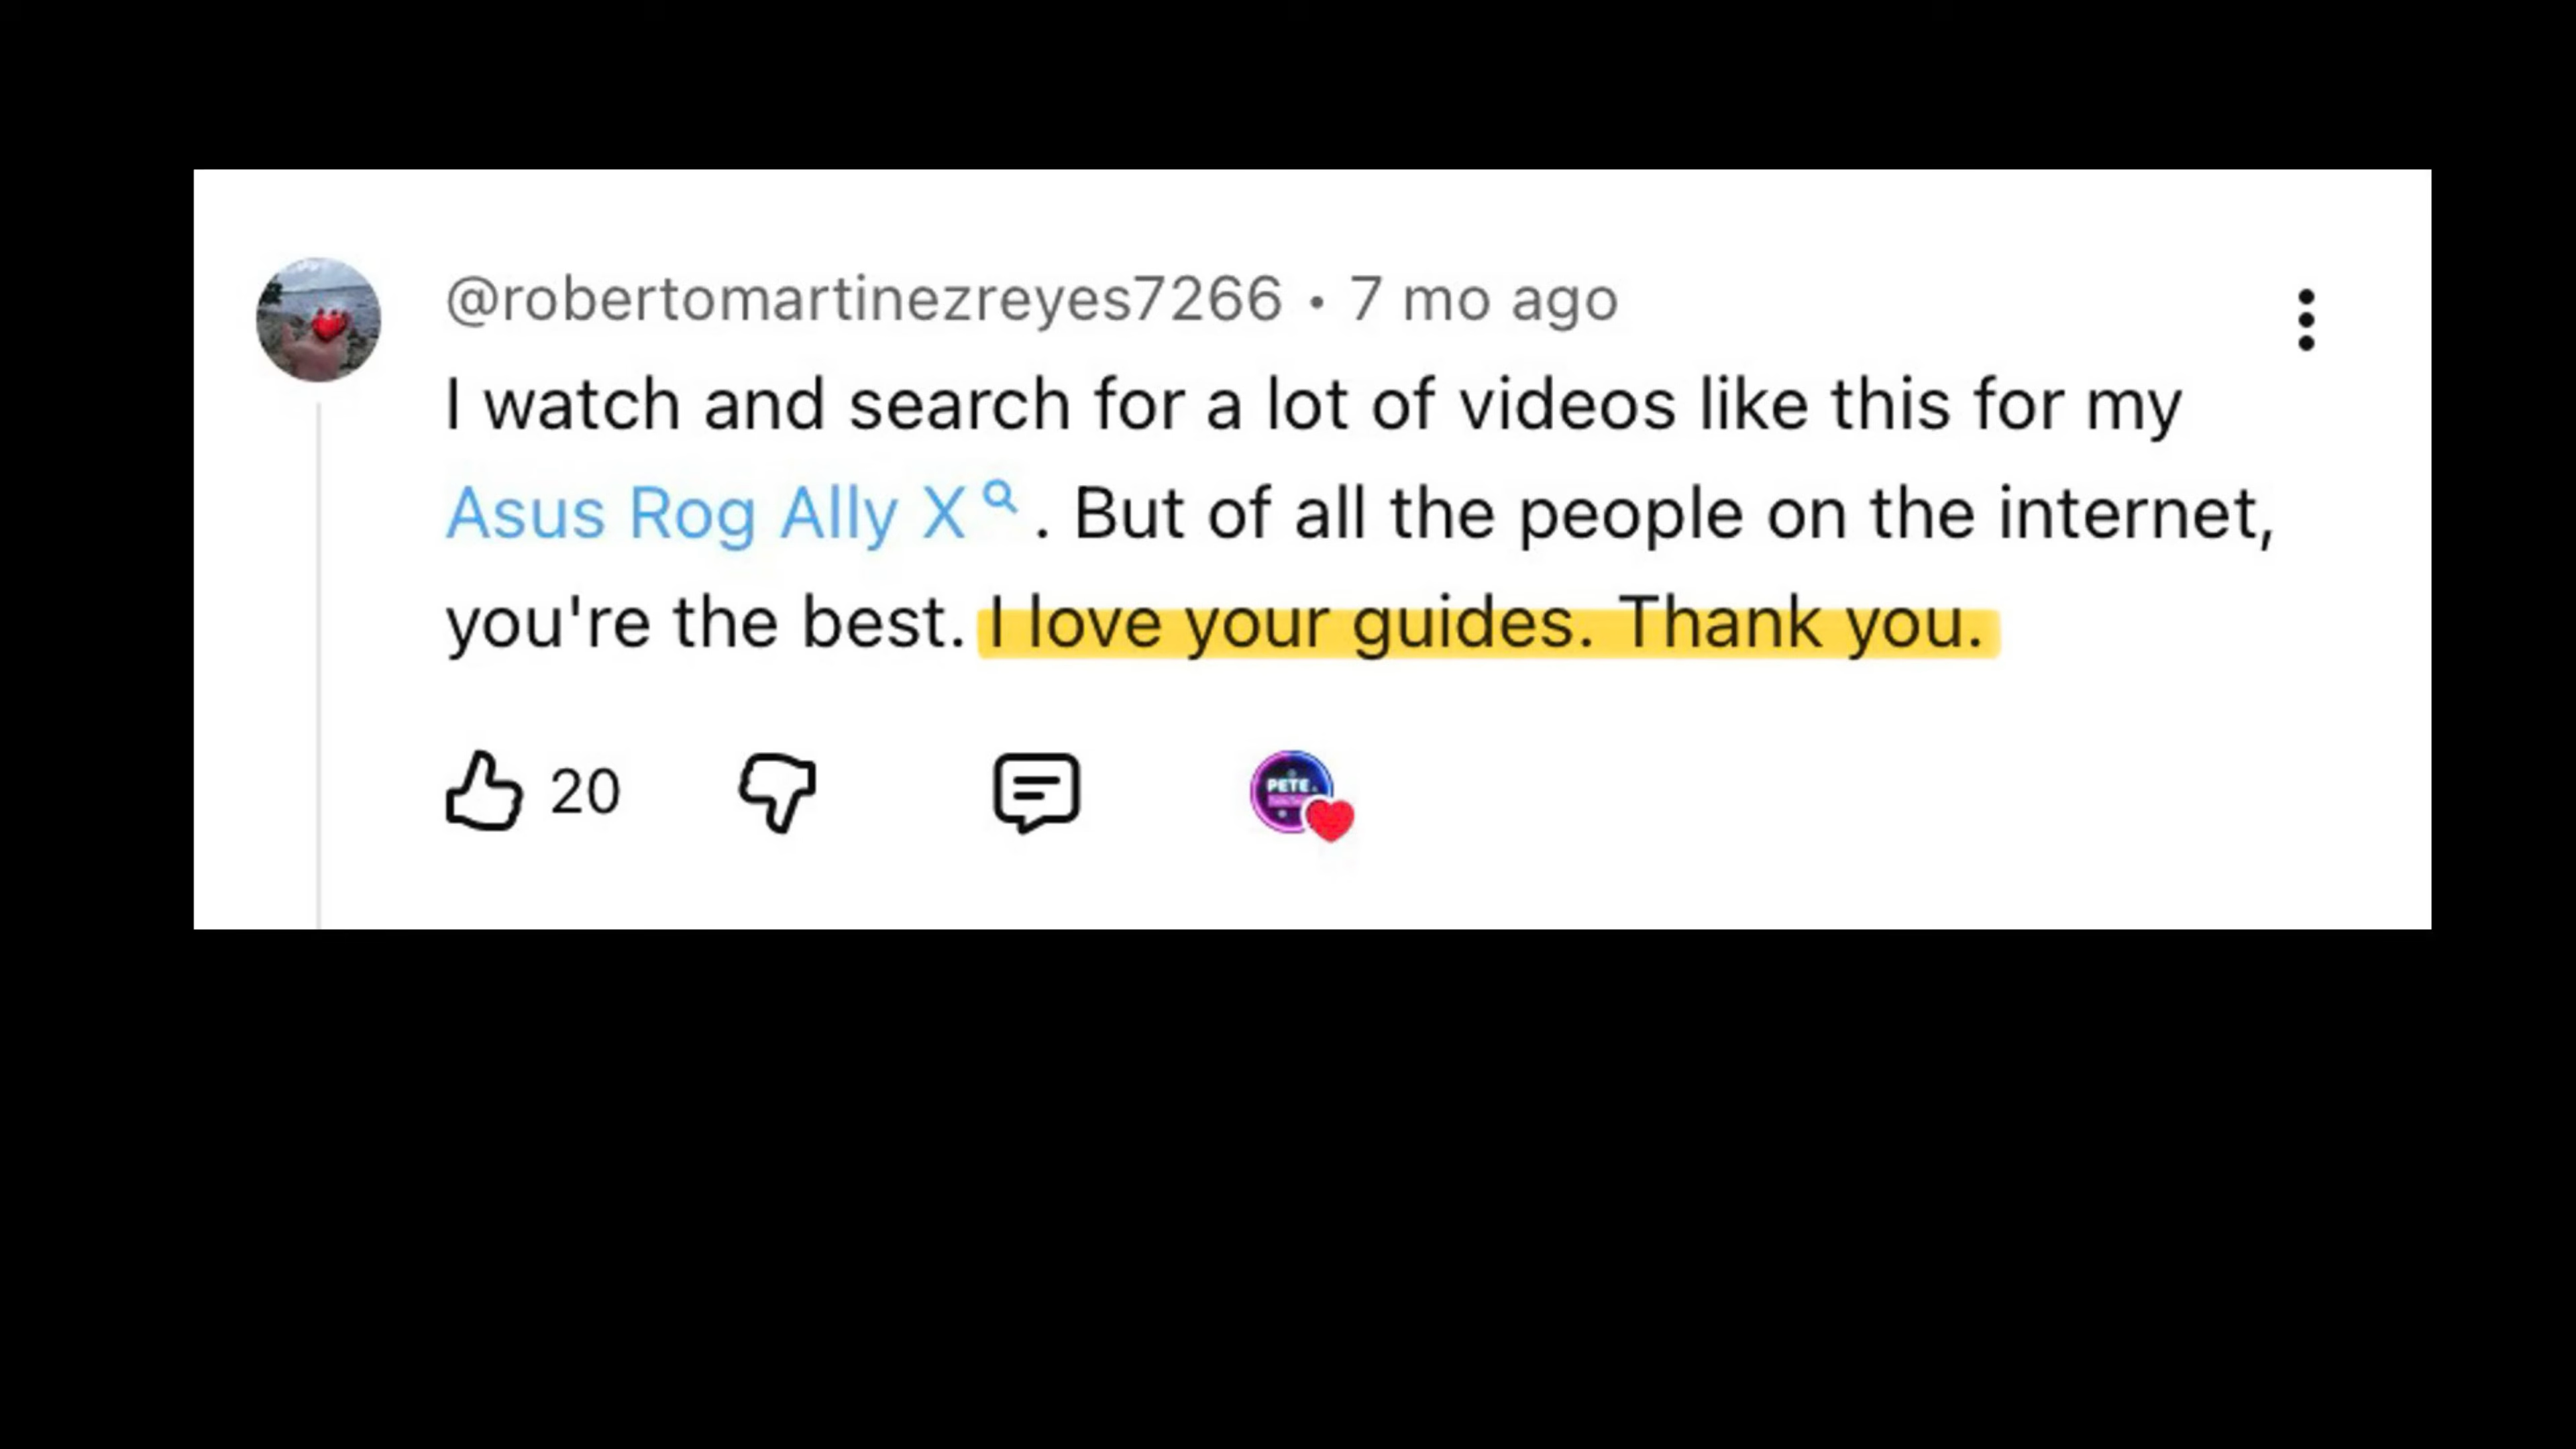 @robertomartinezreyes7266 • 7 mo ago
I watch and search for a lot of videos like this for my
Asus Rog Ally X . But of all the people on the internet,
you're the best. I love your guides. Thank you.
20
PETE